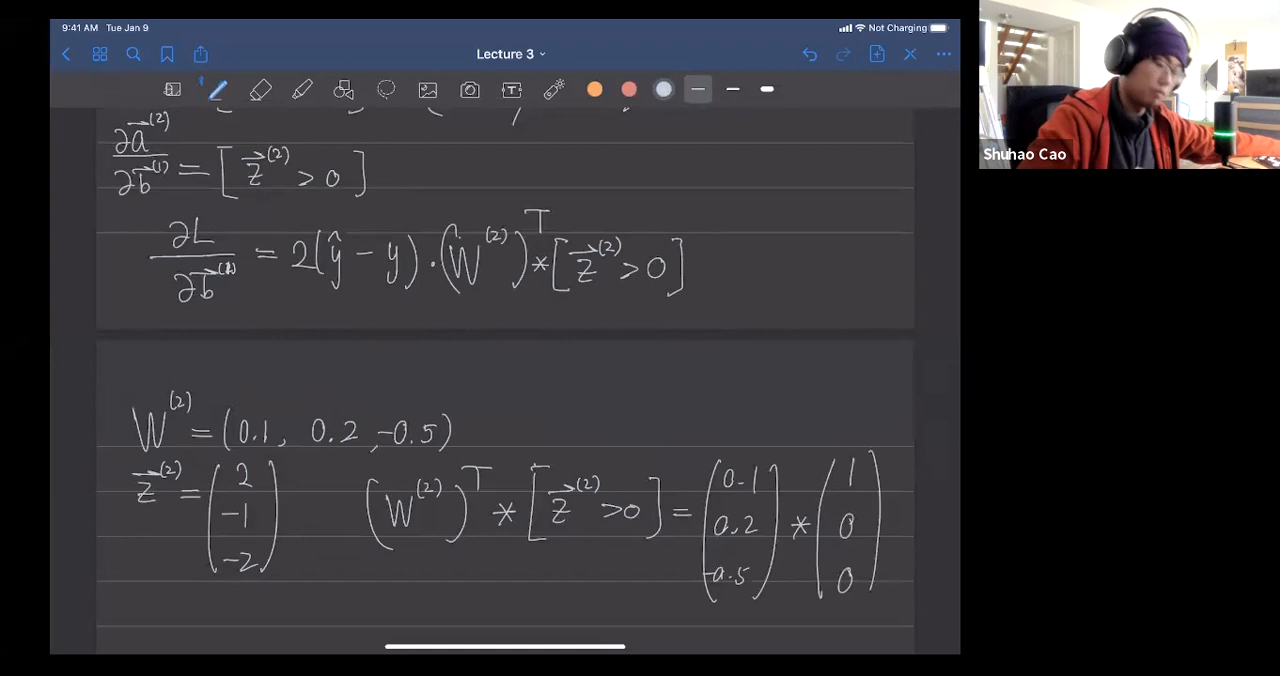 9:41 AM Tue Jan 9
Not Charging
Lecture 3
∂a⃗^(2) / ∂b⃗^(1) = [ z⃗^(2) > 0 ]
∂L / ∂b⃗^(1) = 2(ŷ − y) · (W^(2))^T * [ z⃗^(2) > 0 ]
Shuhao Cao
W^(2) = (0.1, 0.2, -0.5)
z⃗^(2) = (2, -1, -2) (W^(2))^T * [ z⃗^(2) > 0 ] = (0.1, 0.2, -0.5) * (1, 0, 0)